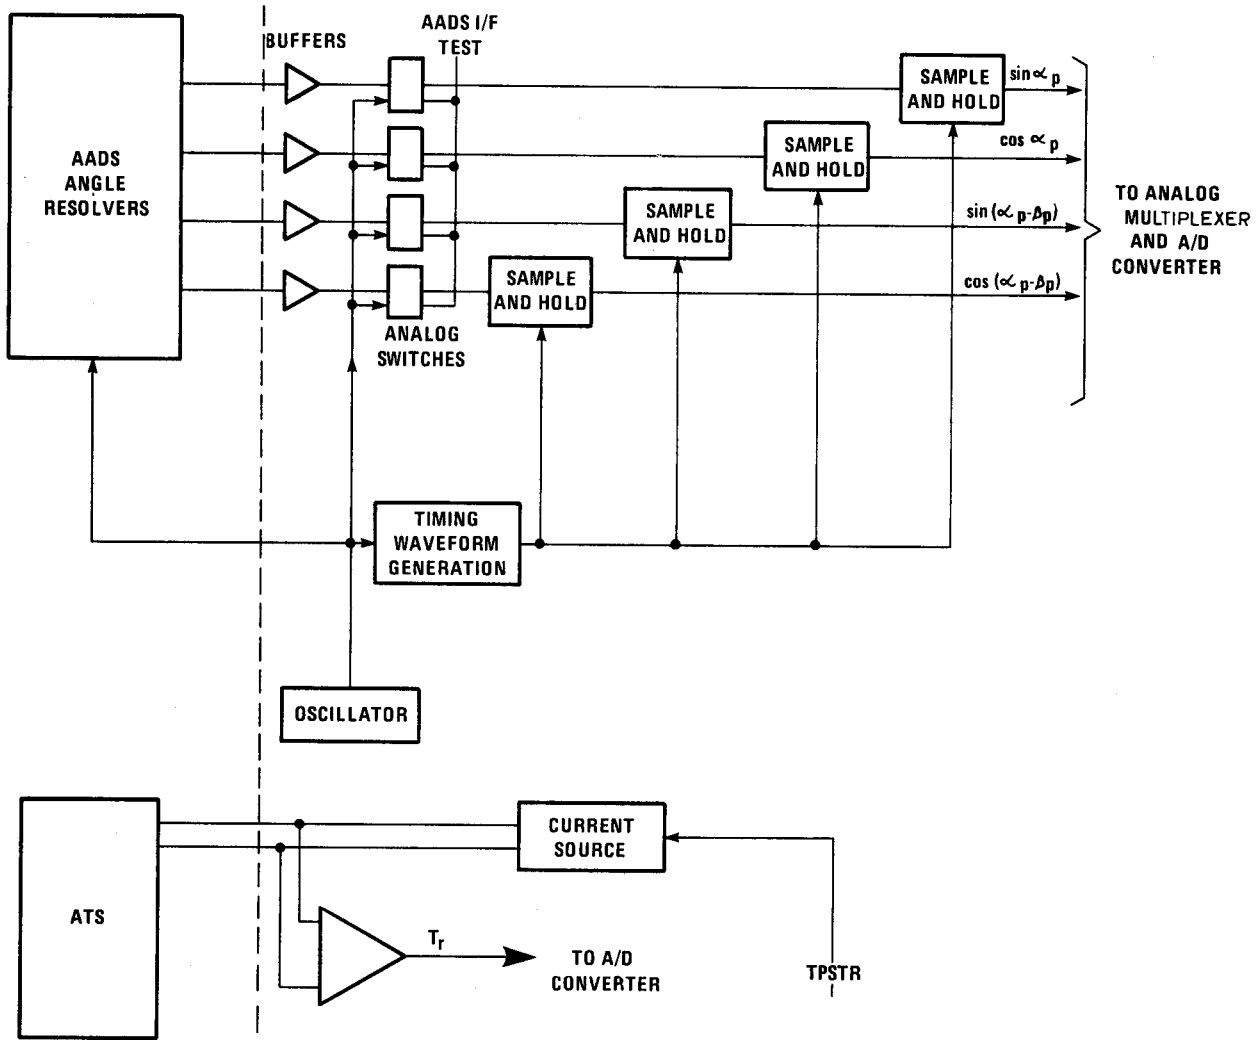 AADS
ANGLE
RESOLVERS
BUFFERS
AADS I/F
TEST
ANALOG
SWITCHES
SAMPLE
AND HOLD
SAMPLE
AND HOLD
SAMPLE
AND HOLD
SAMPLE
AND HOLD
sin ∝ p
cos ∝ p
sin (∝ p-βp)
cos (∝ p-βp)
TO ANALOG
MULTIPLEXER
AND A/D
CONVERTER
TIMING
WAVEFORM
GENERATION
OSCILLATOR
ATS
CURRENT
SOURCE
Tr
TO A/D
CONVERTER
TPSTR